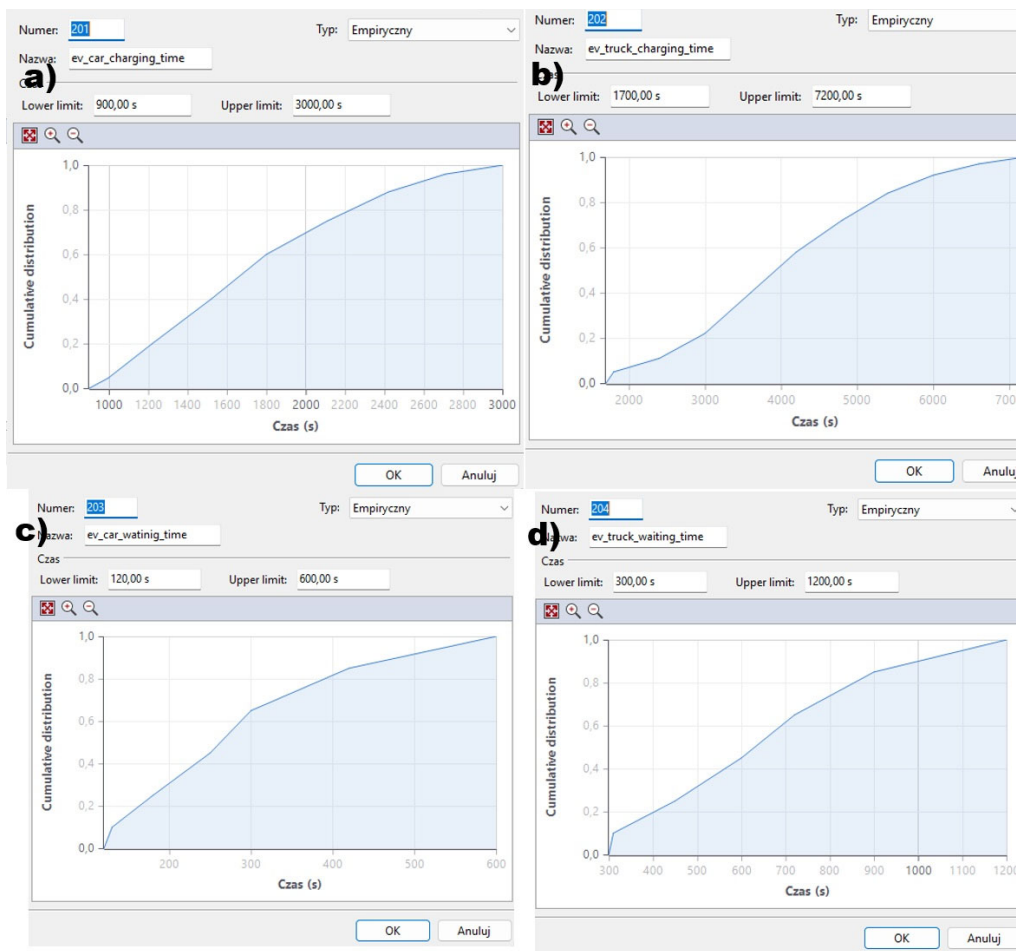 Numer: 201 Typ: Empiryczny
Nazwa: ev_car_charging_time
a)
Lower limit: 900,00 s Upper limit: 3000,00 s
1,0
0,8
0,6
0,4
0,2
0,0
Cumulative distribution
1000 1200 1400 1600 1800 2000 2200 2400 2600 2800 3000
Czas (s)
OK Anuluj
Numer: 202 Typ: Empiryczny
Nazwa: ev_truck_charging_time
b)
Lower limit: 1700,00 s Upper limit: 7200,00 s
1,0
0,8
0,6
0,4
0,2
0,0
Cumulative distribution
2000 3000 4000 5000 6000
Czas (s)
OK Anuluj
Numer: 203 Typ: Empiryczny
c)
ev_car_watinig_time
Czas
Lower limit: 120,00 s Upper limit: 600,00 s
1,0
0,8
0,6
0,4
0,2
0,0
Cumulative distribution
200 300 400 500 600
Czas (s)
OK Anuluj
Numer: 204 Typ: Empiryczny
d)
ev_truck_waiting_time
Czas
Lower limit: 300,00 s Upper limit: 1200,00 s
1,0
0,8
0,6
0,4
0,2
0,0
Cumulative distribution
300 400 500 600 700 800 900 1000 1100
Czas (s)
OK Anuluj